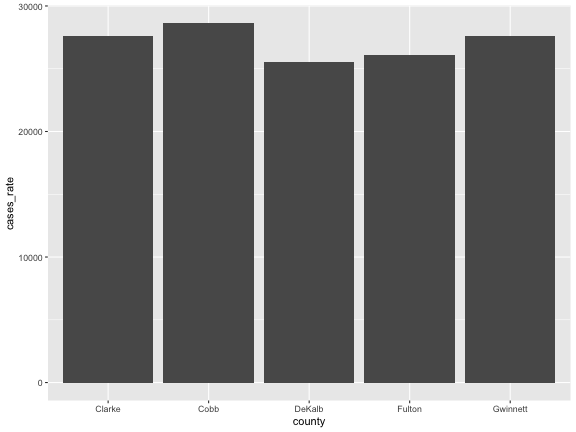 30000
20000
10000
0
cases_rate
Clarke Cobb DeKalb Fulton Gwinnett
county